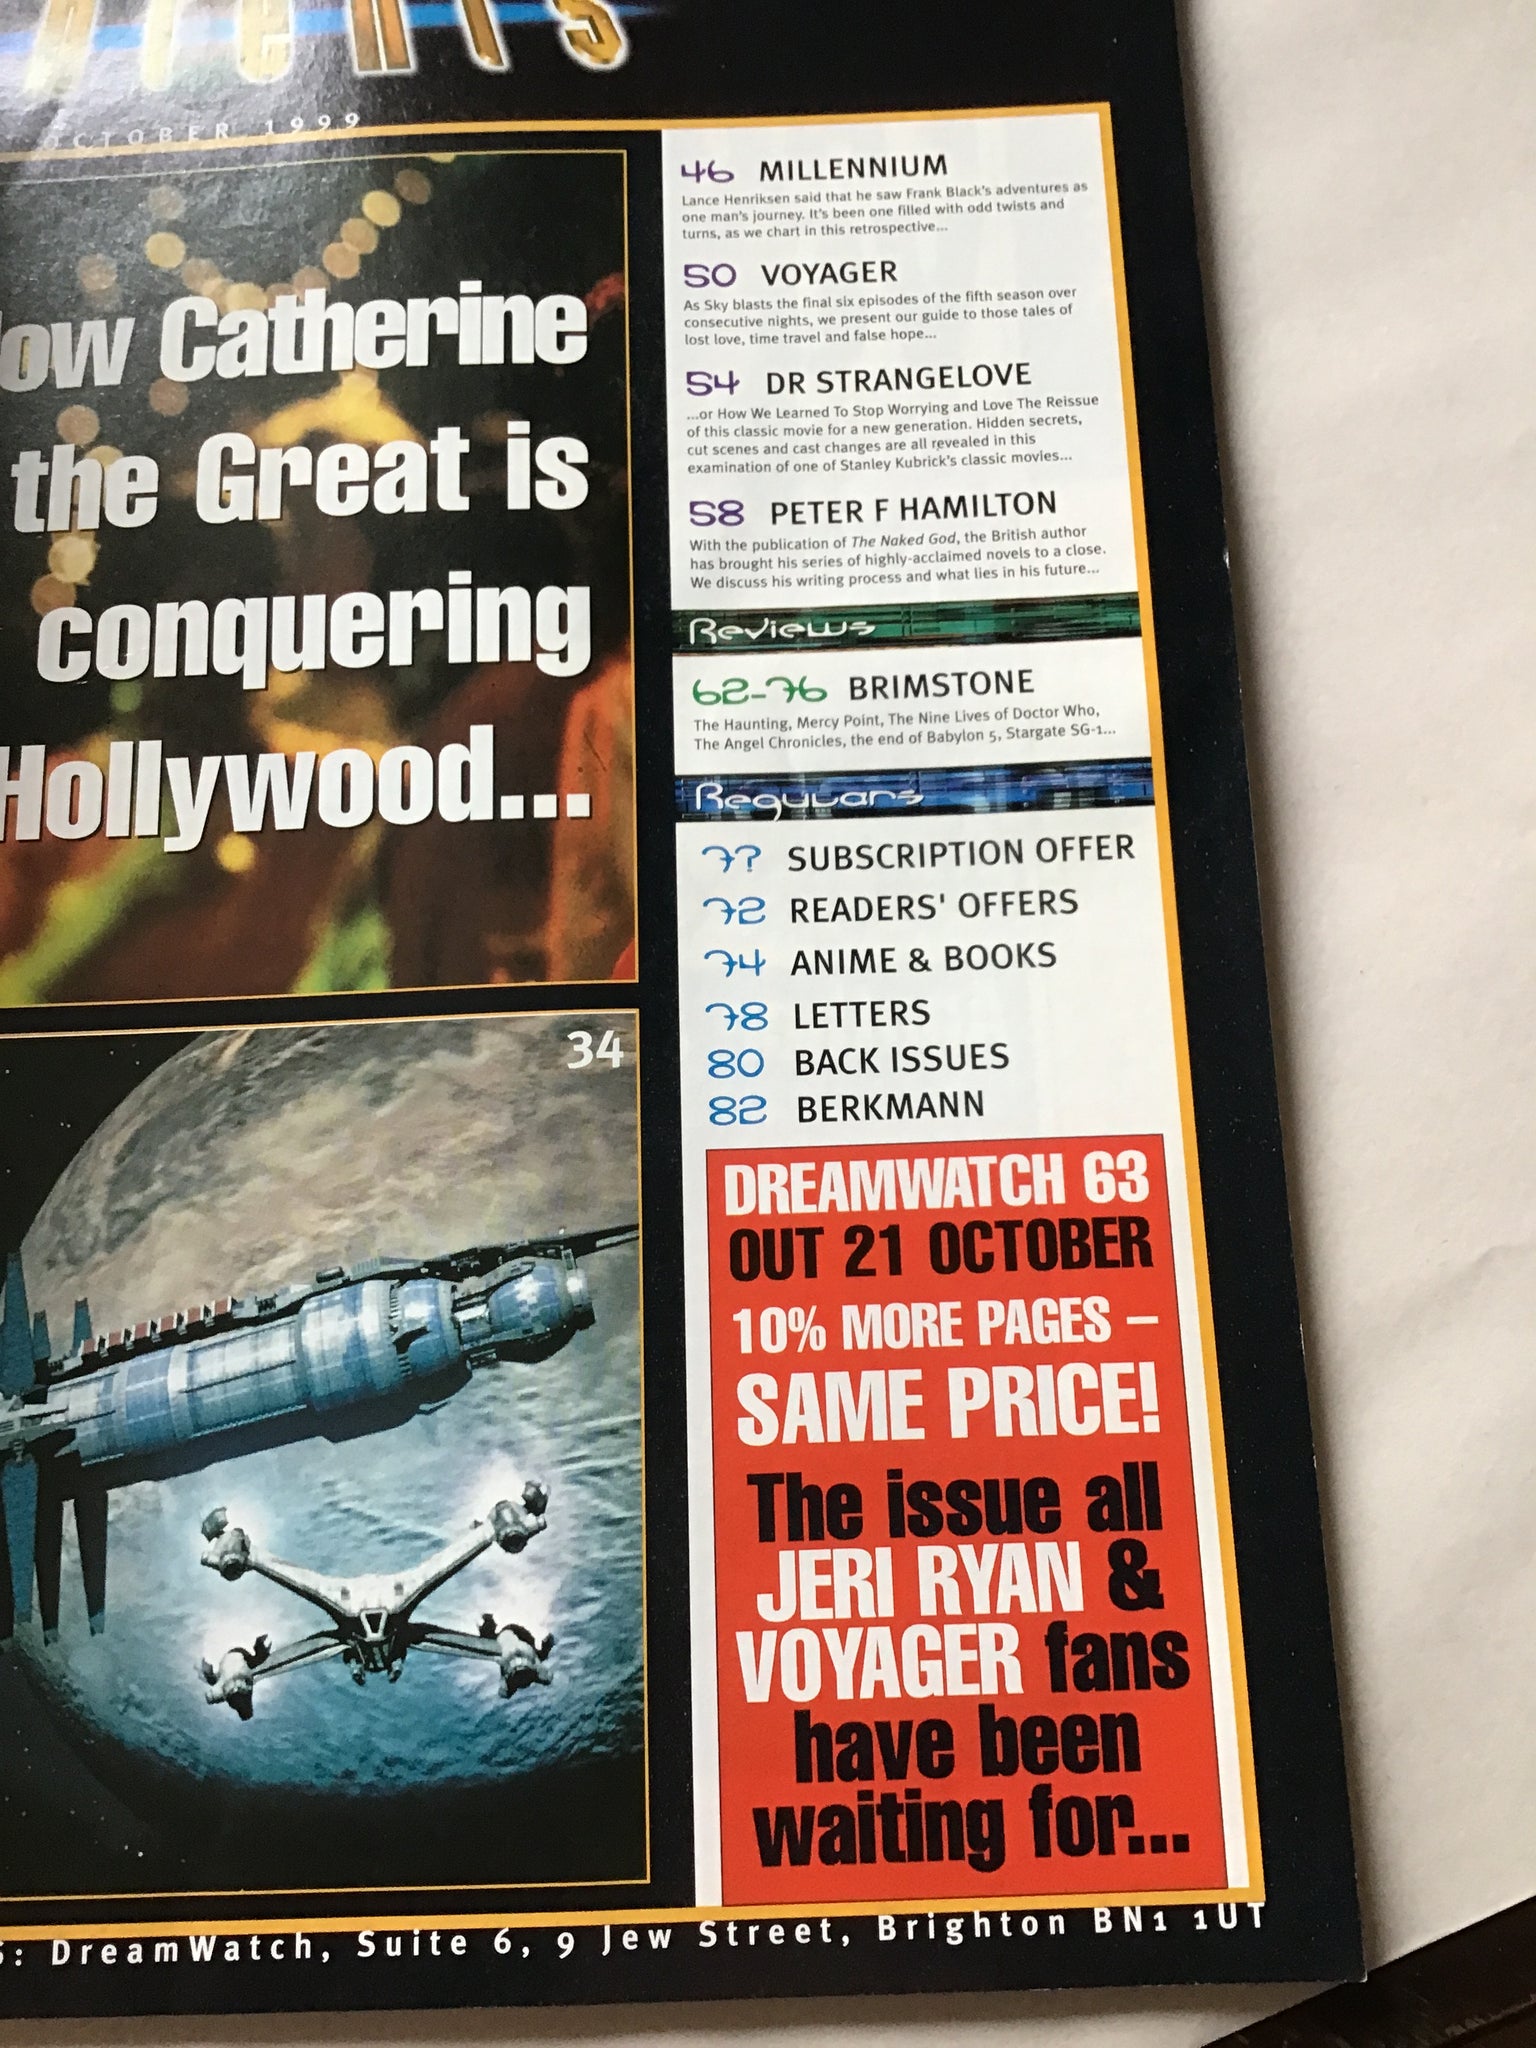 OCTOBER 1999
Catherine
the Great is
conquering
Hollywood...
34
46 MILLENNIUM
Lance Henriksen said that he saw Frank Black's adventures as
one man's journey. It's been one filled with odd twists and
turns, as we chart in this retrospective...
50 VOYAGER
As Sky blasts the final six episodes of the fifth season over
consecutive nights, we present our guide to those tales of
lost love, time travel and false hope...
54 DR STRANGELOVE
...or How We Learned To Stop Worrying and Love The Reissue
of this classic movie for a new generation. Hidden secrets,
cut scenes and cast changes are all revealed in this
examination of one of Stanley Kubrick's classic movies...
58 PETER F HAMILTON
With the publication of The Naked God, the British author
has brought his series of highly-acclaimed novels to a close.
We discuss his writing process and what lies in his future...
Reviews
62-76 BRIMSTONE
The Haunting, Mercy Point, The Nine Lives of Doctor Who,
The Angel Chronicles, the end of Babylon 5, Stargate SG-1...
Regulars
7? SUBSCRIPTION OFFER
72 READERS' OFFERS
74 ANIME & BOOKS
78 LETTERS
80 BACK ISSUES
82 BERKMANN
DREAMWATCH 63
OUT 21 OCTOBER
10% MORE PAGES –
SAME PRICE!
The issue all
JERI RYAN &
VOYAGER fans
have been
waiting for...
DreamWatch, Suite 6, 9 Jew Street, Brighton BN1 1UT